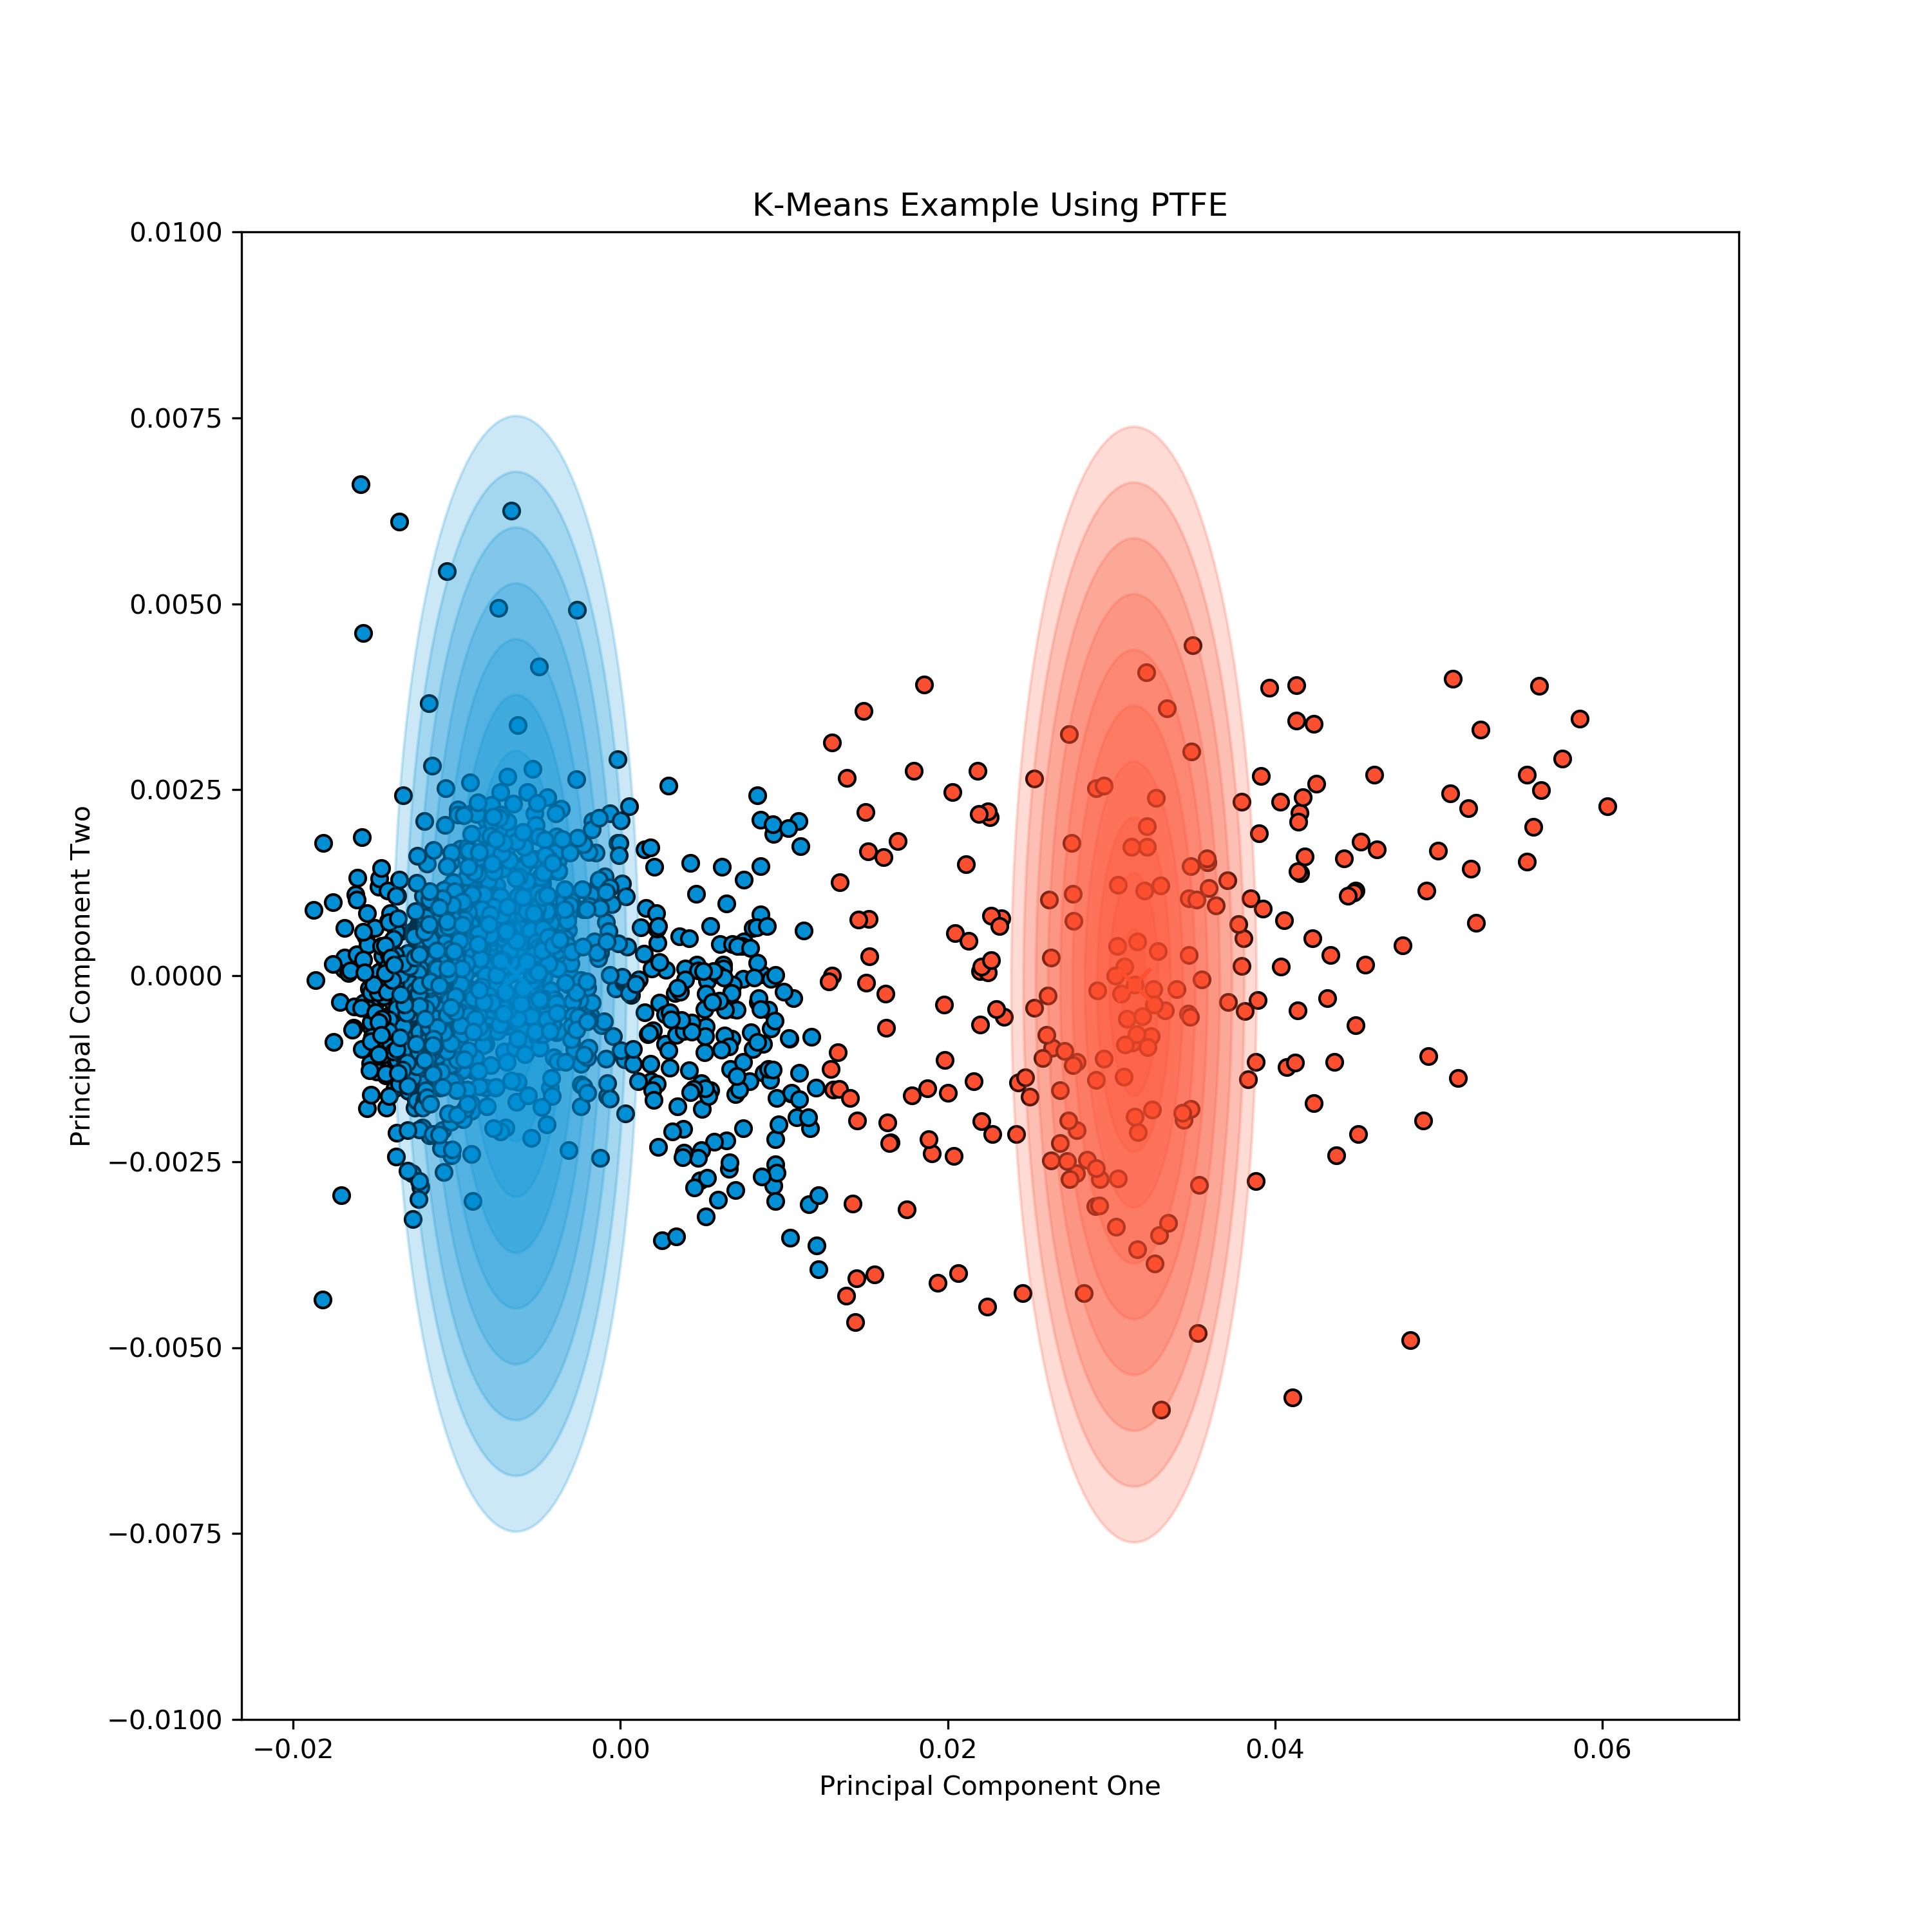 K-Means Example Using PTFE
0.0100
0.0075
0.0050
0.0025
0.0000
−0.0025
−0.0050
−0.0075
−0.0100
Principal Component Two
−0.02 0.00 0.02 0.04 0.06
Principal Component One